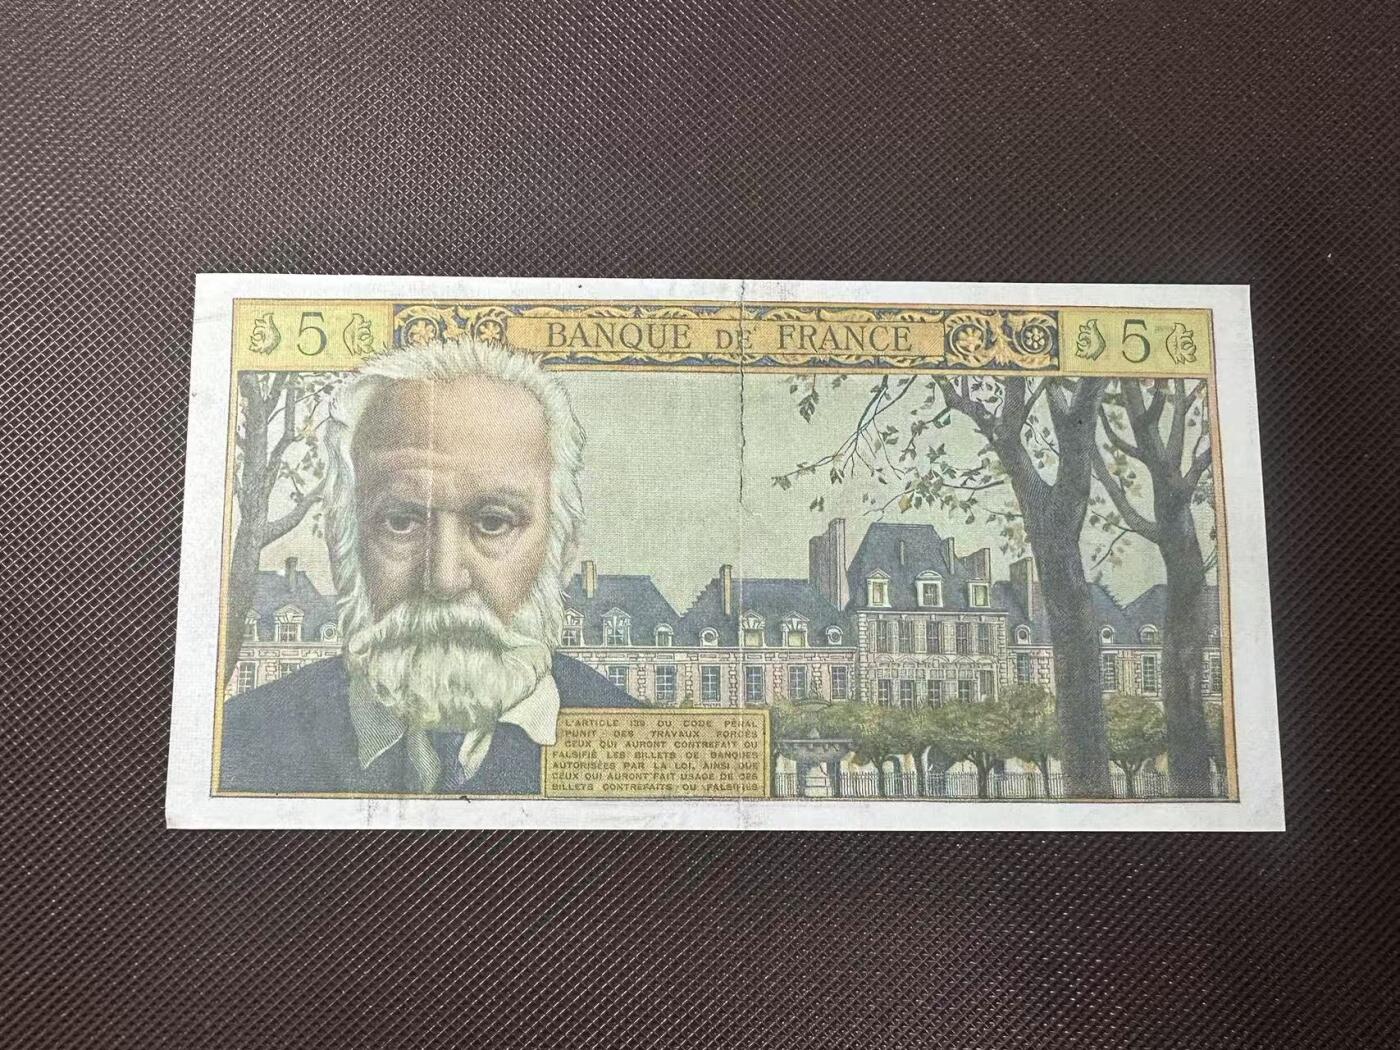 5 BANQUE DE FRANCE 5
L'ARTICLE 139 DU CODE PÉNAL
PUNIT DES TRAVAUX FORCÉS
CEUX QUI AURONT CONTREFAIT OU
FALSIFIÉ LES BILLETS DE BANQUES
AUTORISÉES PAR LA LOI, AINSI QUE
CEUX QUI AURONT FAIT USAGE DE CES
BILLETS CONTREFAITS OU FALSIFIÉS